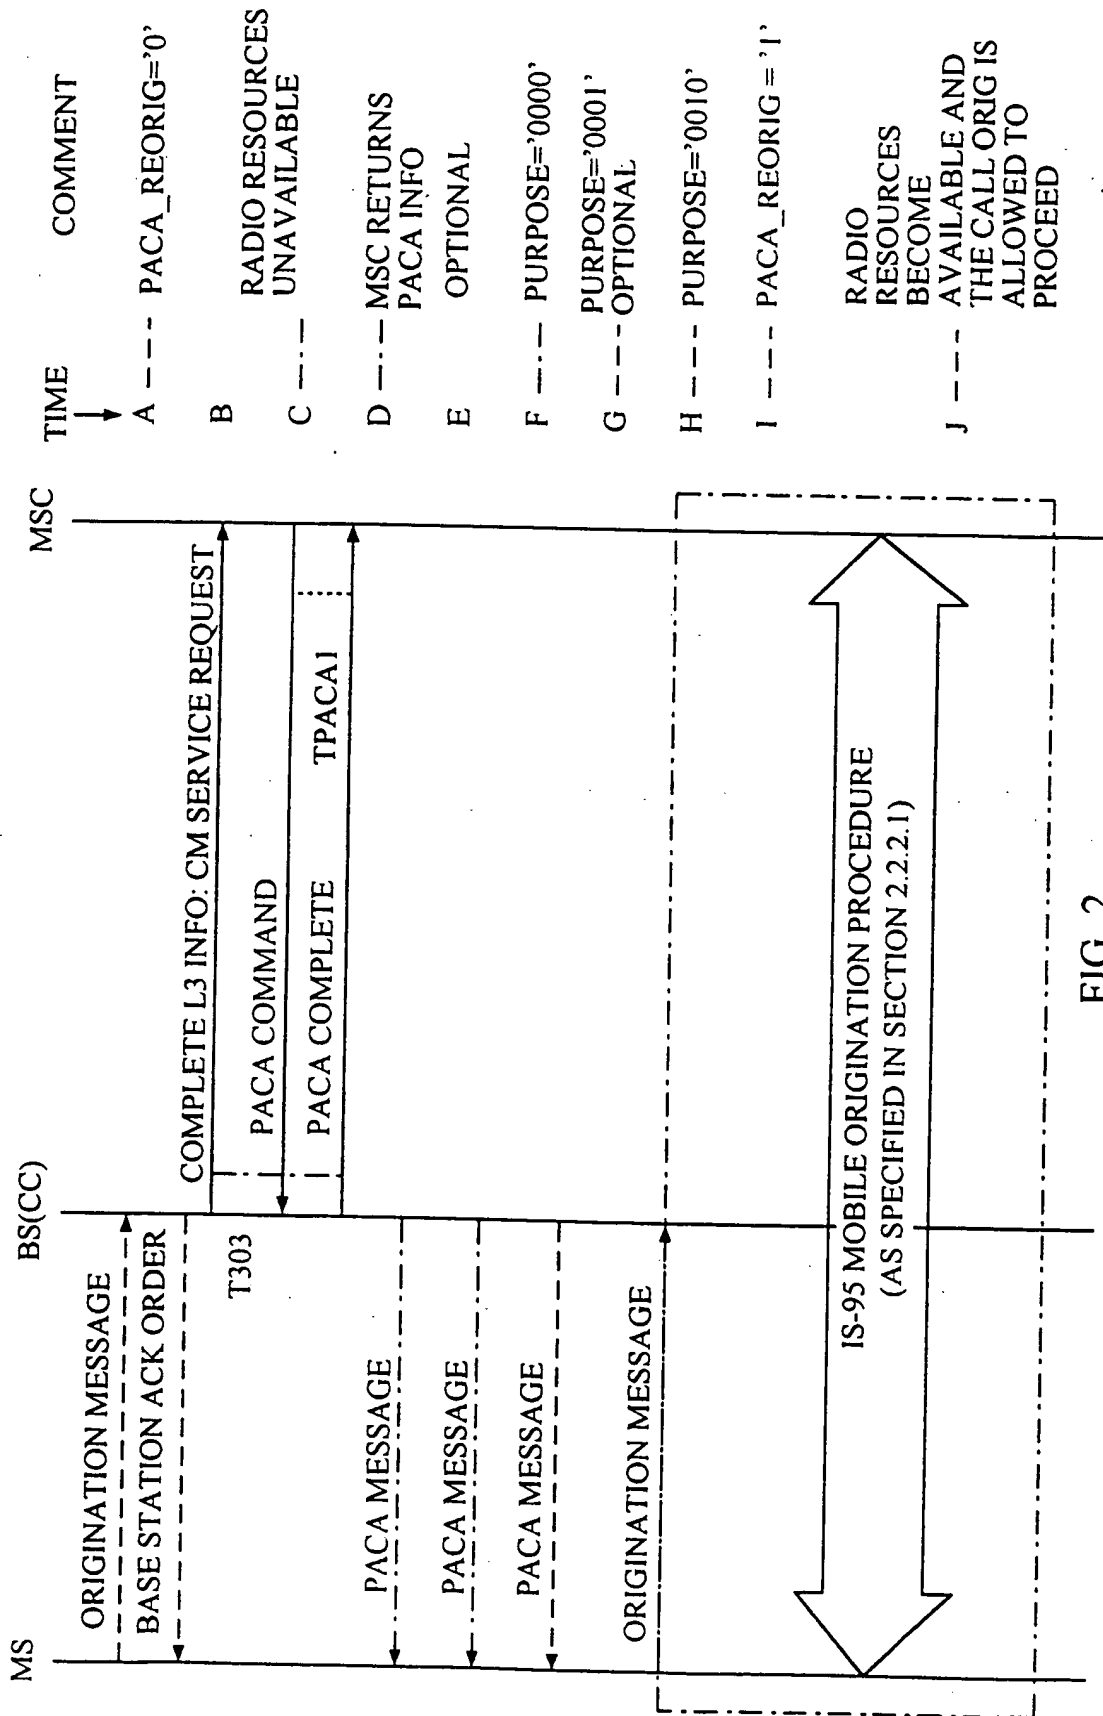 MS
BS(CC)
MSC
TIME
COMMENT
ORIGINATION MESSAGE
A
PACA_REORIG='0'
BASE STATION ACK ORDER
B
COMPLETE L3 INFO: CM SERVICE REQUEST
T303
C
RADIO RESOURCES
UNAVAILABLE
PACA COMMAND
D
MSC RETURNS
PACA INFO
PACA COMPLETE
TPACA1
E
OPTIONAL
PACA MESSAGE
F
PURPOSE='0000'
PACA MESSAGE
G
PURPOSE='0001'
OPTIONAL
PACA MESSAGE
H
PURPOSE='0010'
ORIGINATION MESSAGE
I
PACA_REORIG = '1'
IS-95 MOBILE ORIGINATION PROCEDURE
(AS SPECIFIED IN SECTION 2.2.2.1)
J
RADIO
RESOURCES
BECOME
AVAILABLE AND
THE CALL ORIG IS
ALLOWED TO
PROCEED
FIG. 2